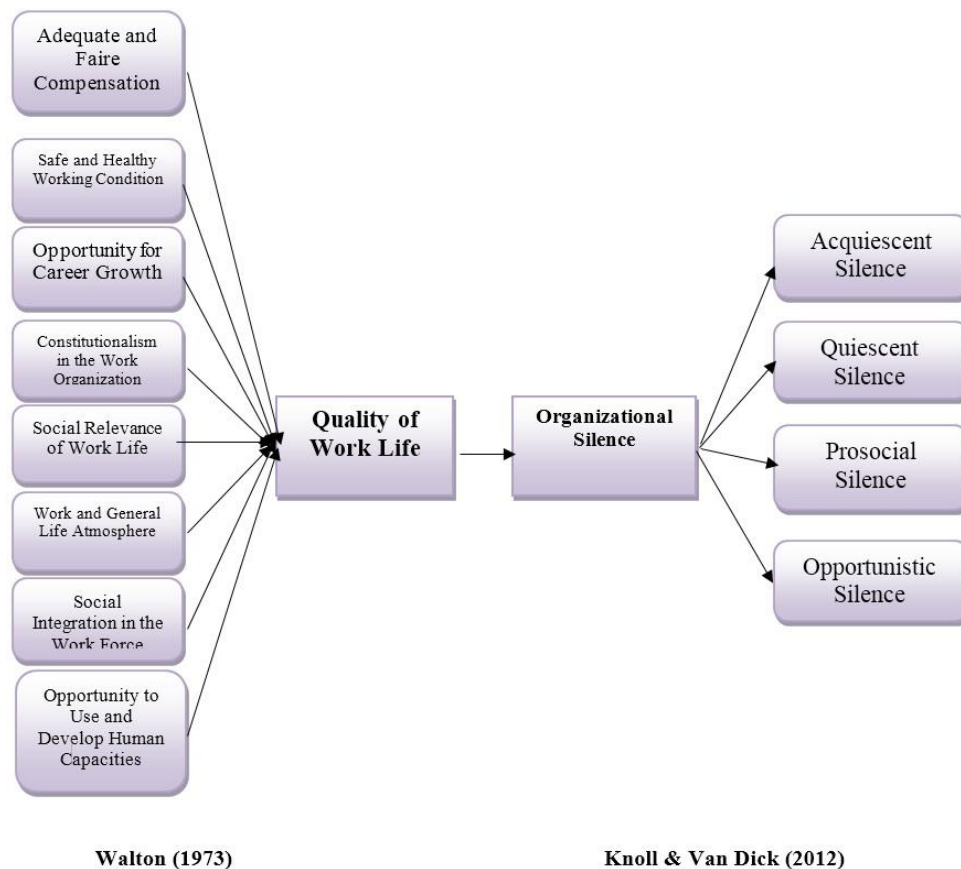 Adequate and
Faire
Compensation
Safe and Healthy
Working Condition
Opportunity for
Career Growth
Constitutionalism
in the Work
Organization
Social Relevance
of Work Life
Work and General
Life Atmosphere
Social
Integration in the
Work Force
Opportunity to
Use and
Develop Human
Capacities
Quality of
Work Life
Organizational
Silence
Acquiescent
Silence
Quiescent
Silence
Prosocial
Silence
Opportunistic
Silence
Walton (1973)
Knoll & Van Dick (2012)